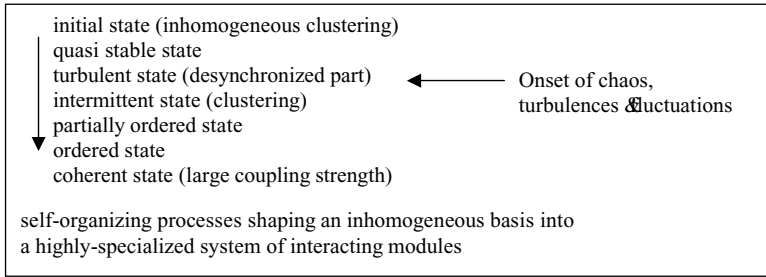 initial state (inhomogeneous clustering)
quasi stable state
turbulent state (desynchronized part)
intermittent state (clustering)
partially ordered state
ordered state
coherent state (large coupling strength)
Onset of chaos,
turbulences & fluctuations
self-organizing processes shaping an inhomogeneous basis into
a highly-specialized system of interacting modules